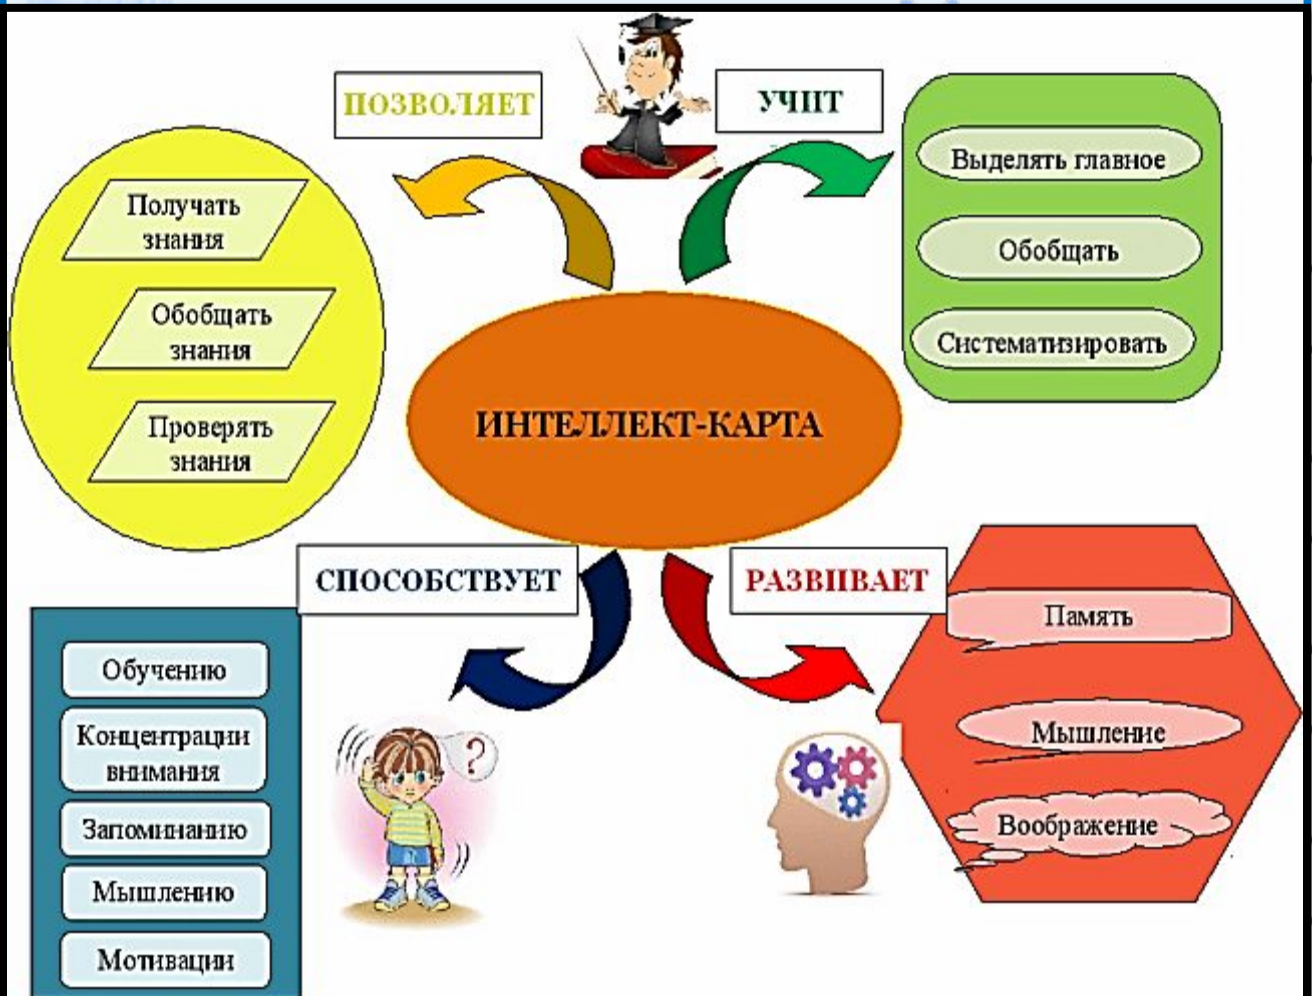 ПОЗВОЛЯЕТ
УЧИТ
Получать
знания
Обобщать
знания
Проверять
знания
Выделять главное
Обобщать
Систематизировать
ИНТЕЛЛЕКТ-КАРТА
СПОСОБСТВУЕТ
РАЗВИВАЕТ
Обучению
Концентрации
внимания
Запоминанию
Мышлению
Мотивации
?
Память
Мышление
Воображение